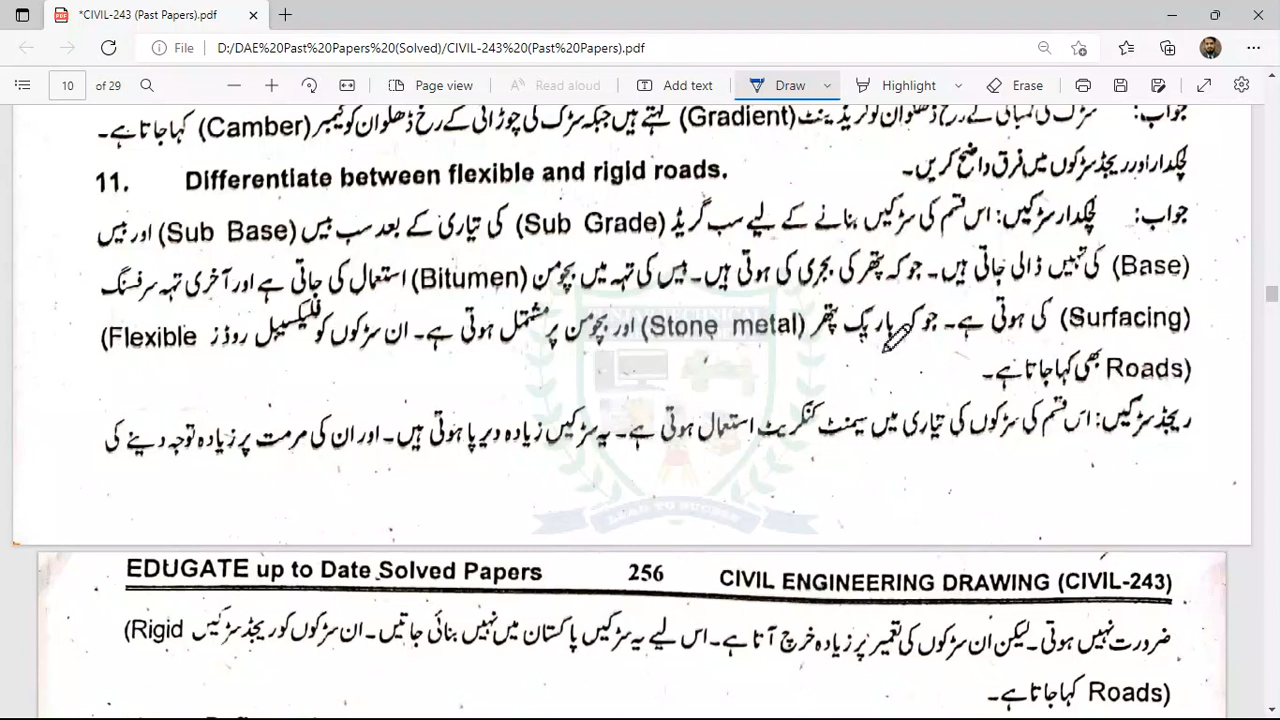 *CIVIL-243 (Past Papers).pdf
File D:/DAE%20Past%20Papers%20(Solved)/CIVIL-243%20(Past%20Papers).pdf
10 of 29 Page view Read aloud Add text Draw Highlight Erase
جواب: سڑک کی لمبائی کے رخ ڈھلوان کو گریڈینٹ (Gradient) کہتے ہیں جبکہ سڑک کی چوڑائی کے رخ ڈھلوان کو کیمبر (Camber) کہا جاتا ہے۔
11. Differentiate between flexible and rigid roads. لچکدار اور ریجڈ سڑکوں میں فرق واضح کریں۔
جواب: لچکدار سڑکیں: اس قسم کی سڑکیں بنانے کے لیے سب گریڈ (Sub Grade) کی تیاری کے بعد سب بیس (Sub Base) اور بیس
(Base) کی تہیں ڈالی جاتی ہیں۔ جو کہ پتھر کی بجری کی ہوتی ہیں۔ بیس کی تہہ میں بچومن (Bitumen) استعمال کی جاتی ہے اور آخری تہہ سرفسنگ
(Surfacing) کی ہوتی ہے۔ جو کہ باریک پتھر (Stone metal) اور بچومن پر مشتمل ہوتی ہے۔ ان سڑکوں کو فلیکسیبل روڈز (Flexible
Roads) بھی کہا جاتا ہے۔
ریجڈ سڑکیں: اس قسم کی سڑکوں کی تیاری میں سیمنٹ کنکریٹ استعمال ہوتی ہے۔ یہ سڑکیں زیادہ دیرپا ہوتی ہیں۔ اور ان کی مرمت پر زیادہ توجہ دینے کی
LEAD TO SUCCESS
EDUGATE up to Date Solved Papers 256 CIVIL ENGINEERING DRAWING (CIVIL-243)
ضرورت نہیں ہوتی۔ لیکن ان سڑکوں کی تعمیر پر زیادہ خرچ آتا ہے۔ اس لیے یہ سڑکیں پاکستان میں نہیں بنائی جاتیں۔ ان سڑکوں کو ریجڈ سڑکیں (Rigid
Roads) کہا جاتا ہے۔